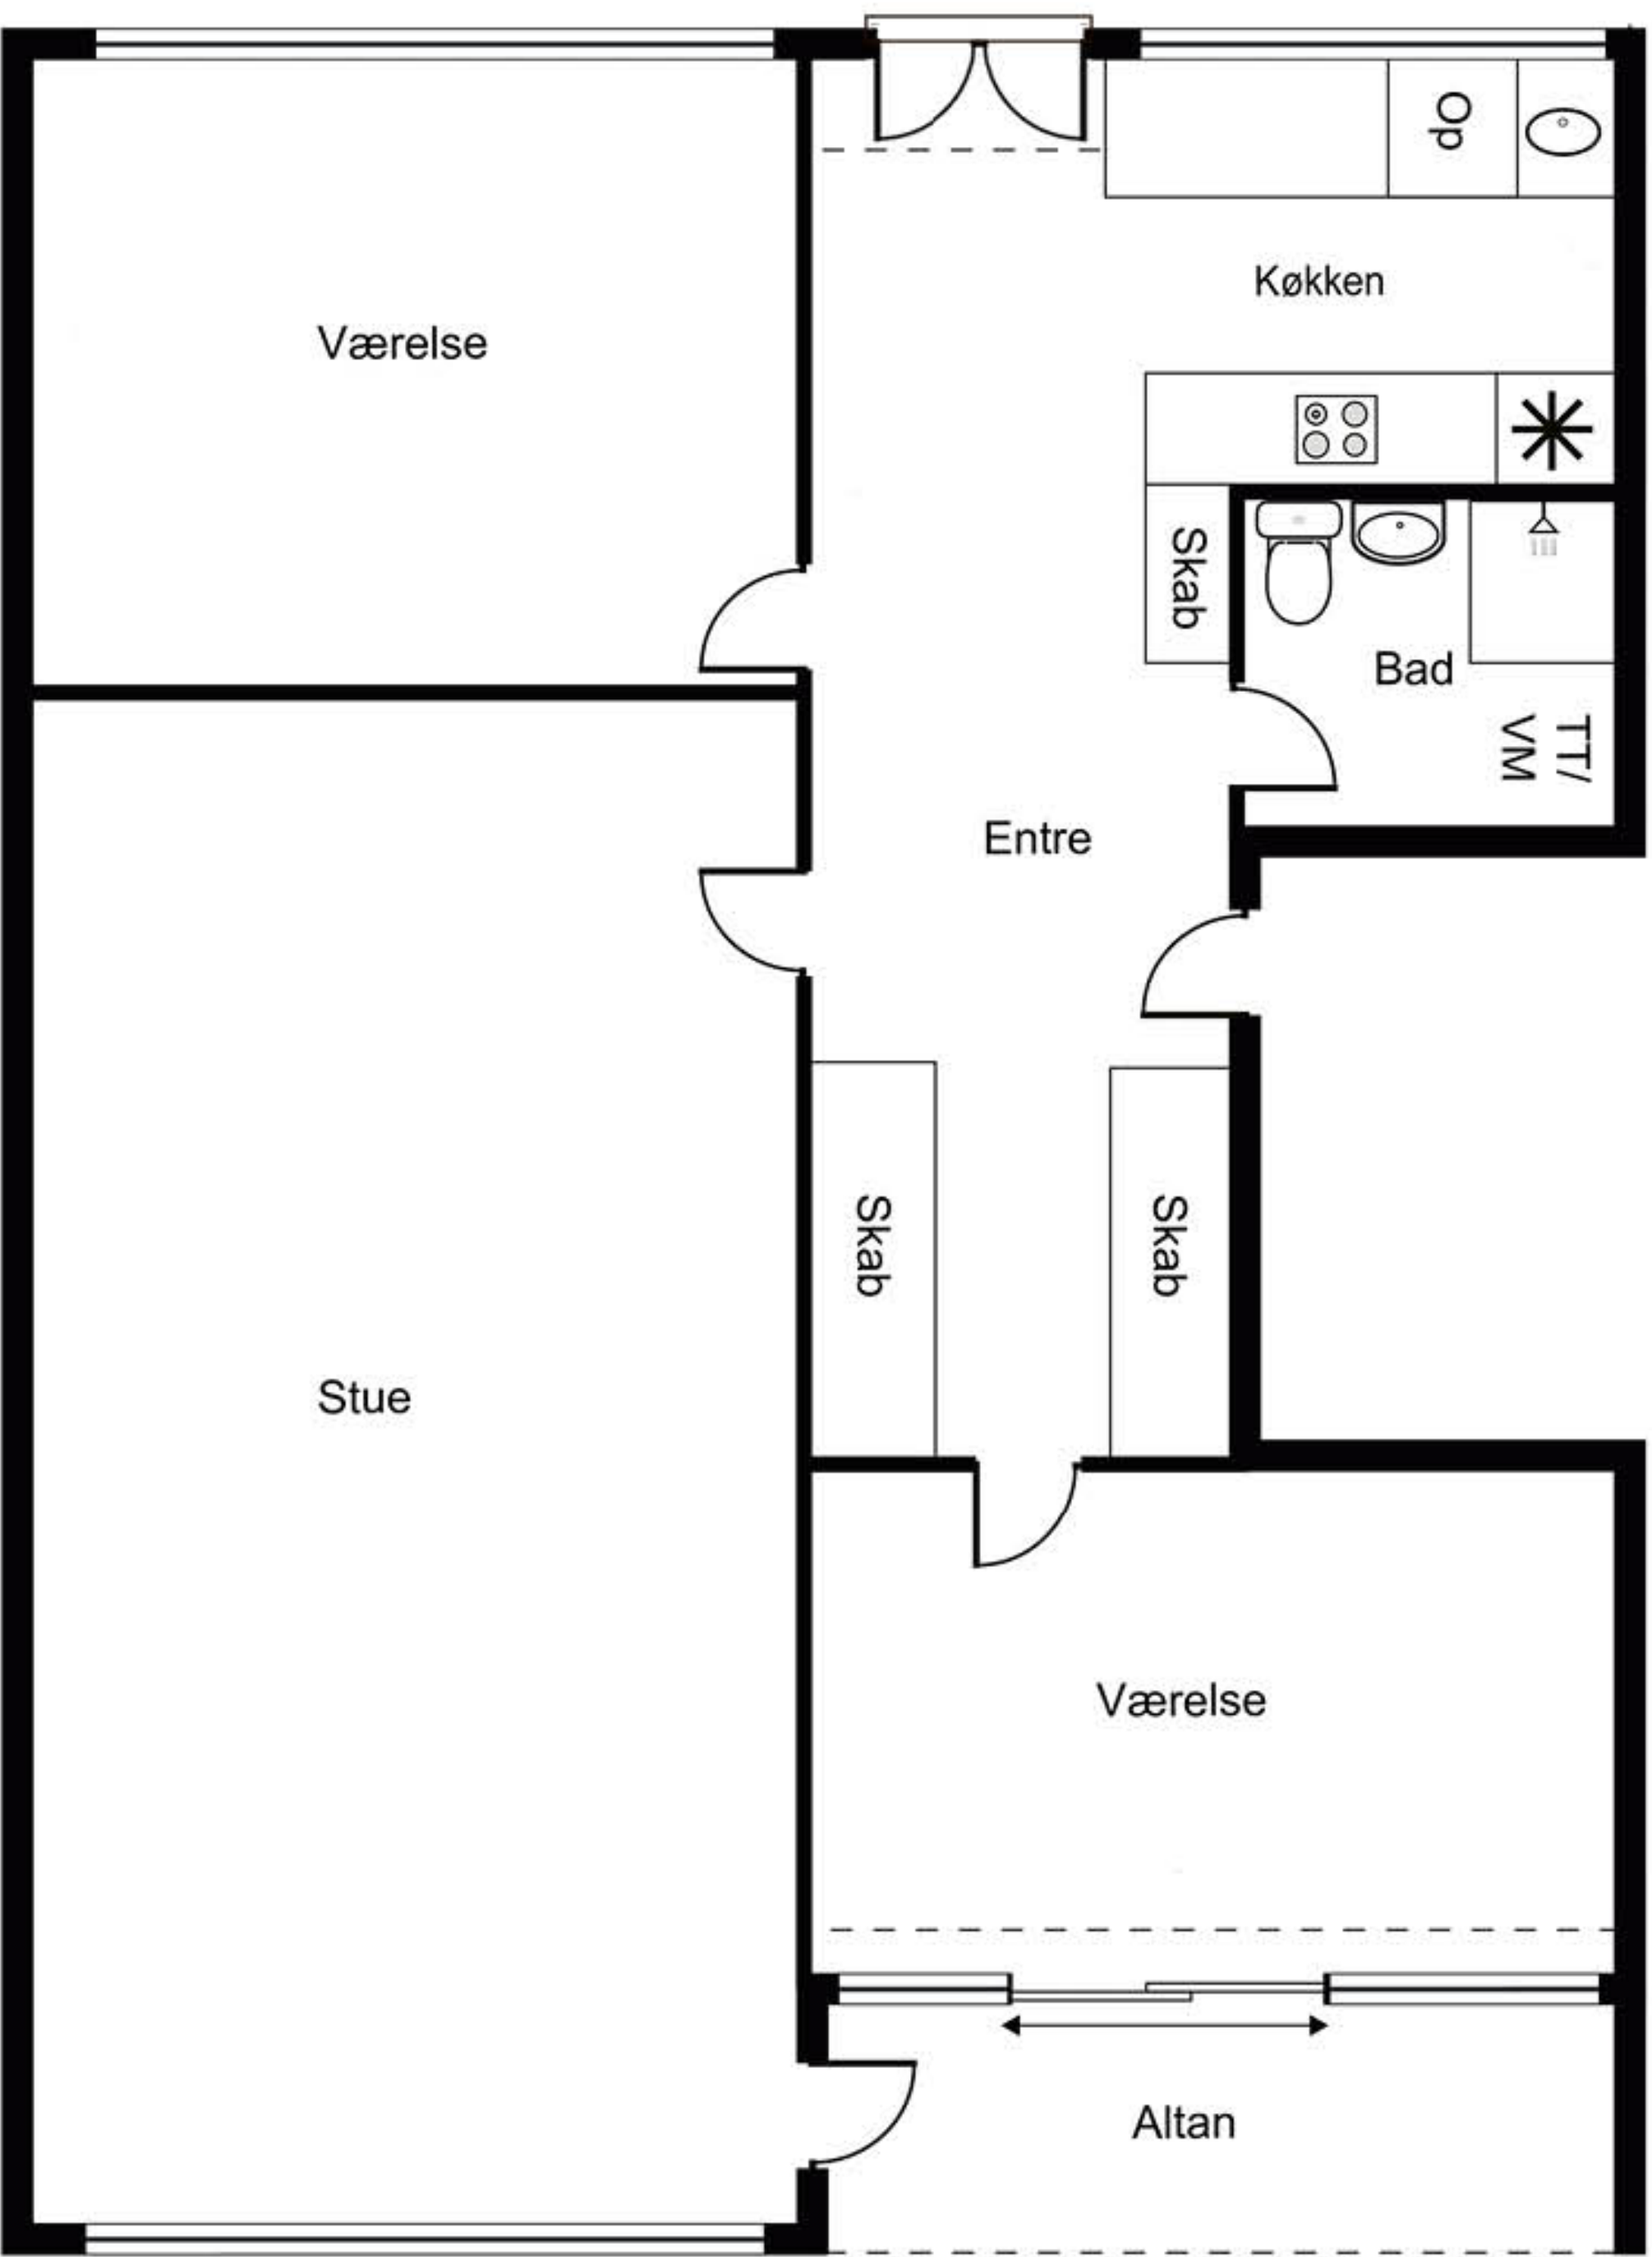 Op
Køkken
Værelse
Skab
Bad
TT/
VM
Entre
Skab
Skab
Stue
Værelse
Altan